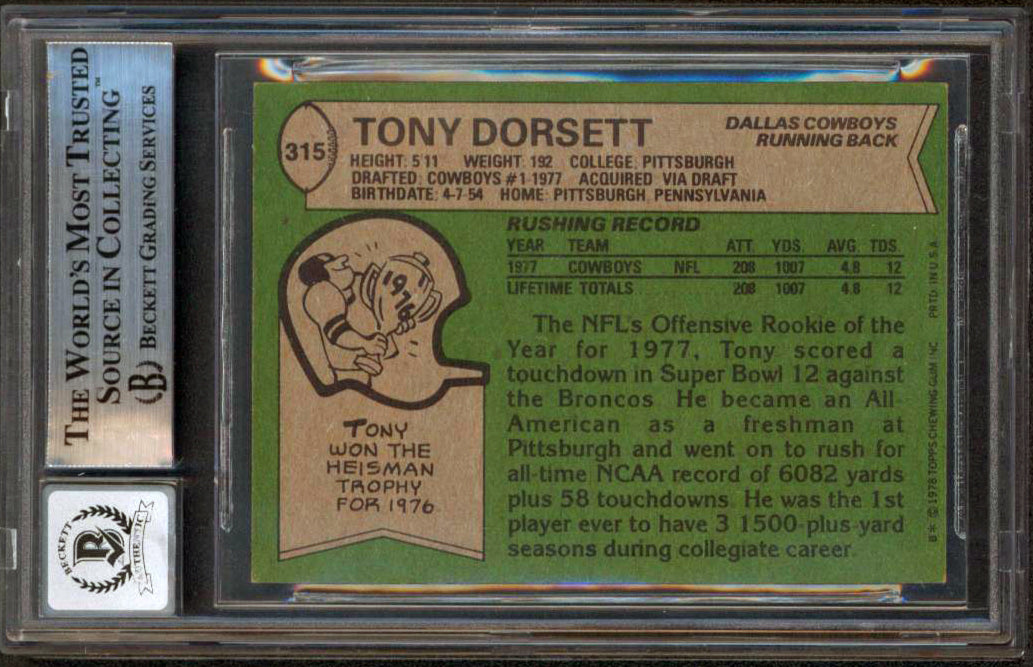 THE WORLD'S MOST TRUSTED
SOURCE IN COLLECTING™
(B) BECKETT GRADING SERVICES
BECKETT
B
AUTHENTIC
315
TONY DORSETT
DALLAS COWBOYS
RUNNING BACK
HEIGHT: 5'11 WEIGHT: 192 COLLEGE: PITTSBURGH
DRAFTED: COWBOYS #1-1977 ACQUIRED: VIA DRAFT
BIRTHDATE: 4-7-54 HOME: PITTSBURGH, PENNSYLVANIA
1976
TONY
WON THE
HEISMAN
TROPHY
FOR 1976
RUSHING RECORD
YEAR TEAM ATT. YDS. AVG. TDS.
1977 COWBOYS NFL 208 1007 4.8 12
LIFETIME TOTALS 208 1007 4.8 12
The NFL's Offensive Rookie of the
Year for 1977, Tony scored a
touchdown in Super Bowl 12 against
the Broncos. He became an All-
American as a freshman at
Pittsburgh and went on to rush for
all-time NCAA record of 6082 yards
plus 58 touchdowns. He was the 1st
player ever to have 3 1500-plus-yard
seasons during collegiate career.
B* © 1978 TOPPS CHEWING GUM, INC. PRTD. IN U.S.A.